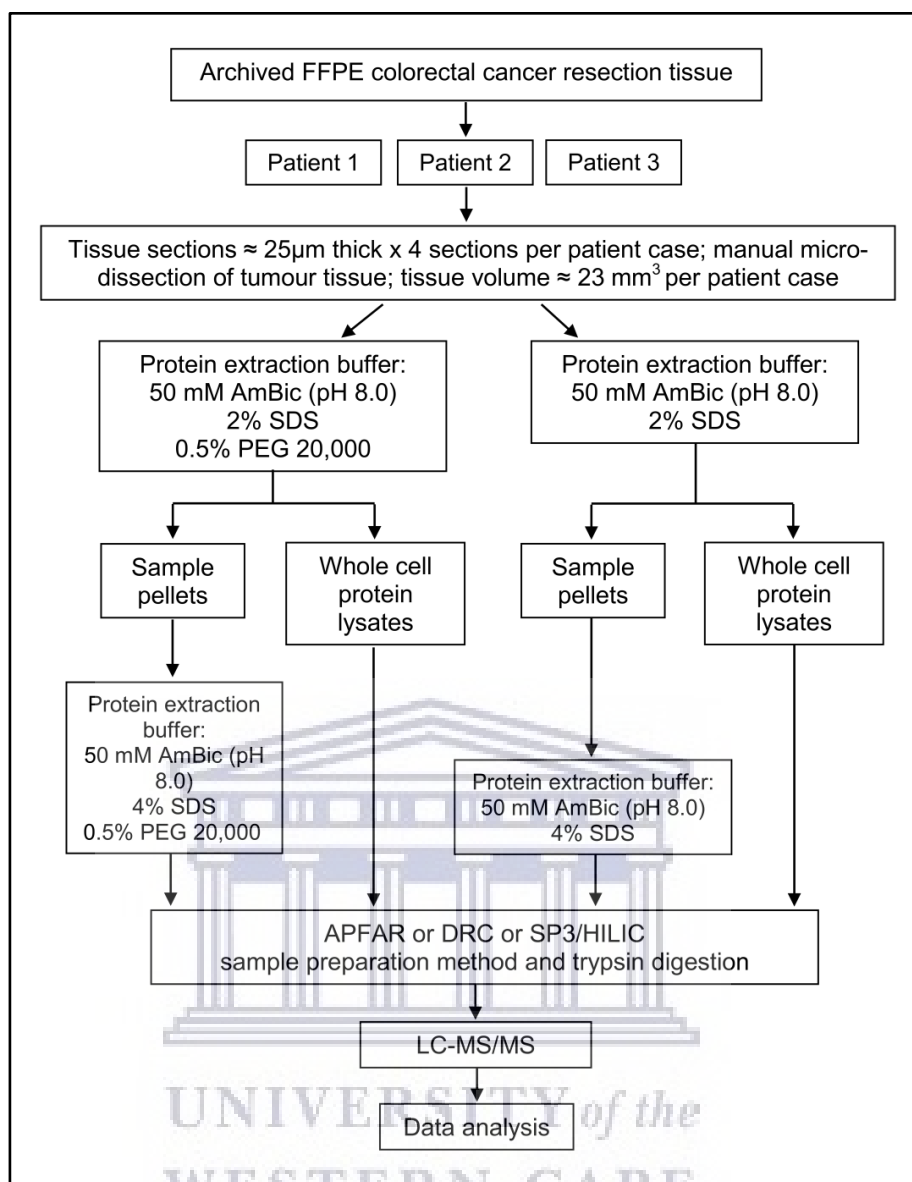 Archived FFPE colorectal cancer resection tissue
Patient 1
Patient 2
Patient 3
Tissue sections ≈ 25µm thick x 4 sections per patient case; manual micro-
dissection of tumour tissue; tissue volume ≈ 23 mm³ per patient case
Protein extraction buffer:
50 mM AmBic (pH 8.0)
2% SDS
0.5% PEG 20,000
Protein extraction buffer:
50 mM AmBic (pH 8.0)
2% SDS
Sample
pellets
Whole cell
protein
lysates
Sample
pellets
Whole cell
protein
lysates
Protein extraction
buffer:
50 mM AmBic (pH
8.0)
4% SDS
0.5% PEG 20,000
Protein extraction buffer:
50 mM AmBic (pH 8.0)
4% SDS
APFAR or DRC or SP3/HILIC
sample preparation method and trypsin digestion
LC-MS/MS
Data analysis
UNIVERSITY of the
WESTERN CAPE